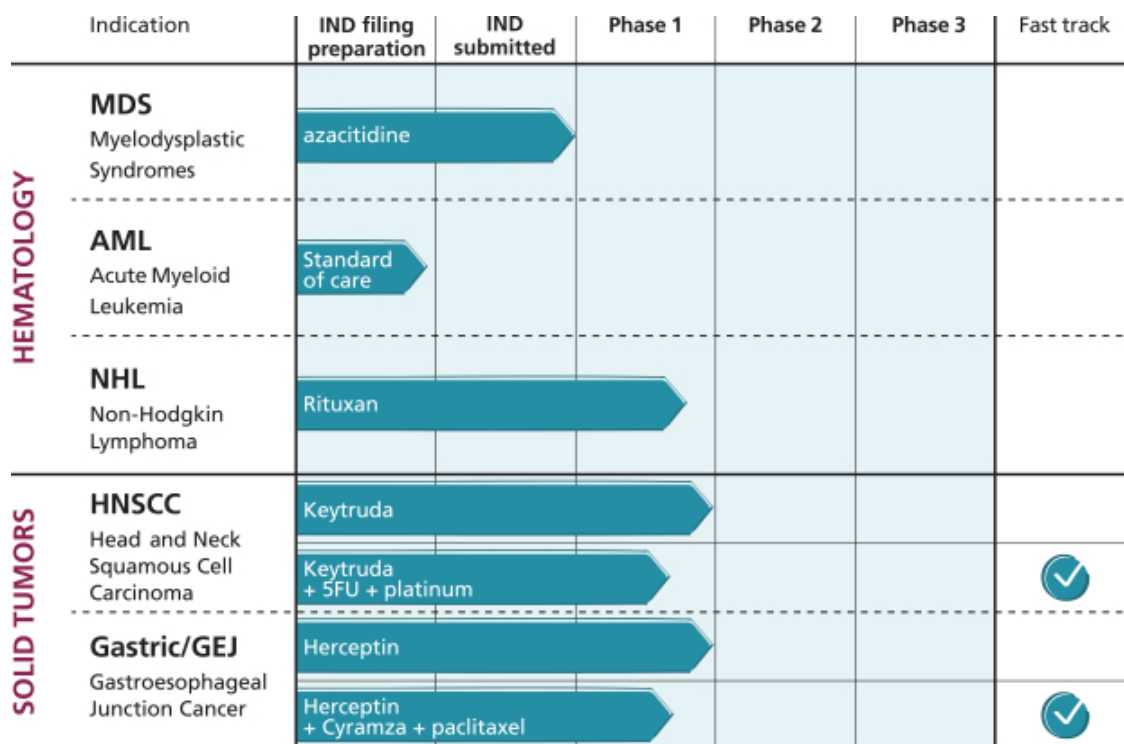 Indication
IND filing
preparation
IND
submitted
Phase 1
Phase 2
Phase 3
Fast track
HEMATOLOGY
MDS
Myelodysplastic
Syndromes
azacitidine
AML
Acute Myeloid
Leukemia
Standard
of care
NHL
Non-Hodgkin
Lymphoma
Rituxan
SOLID TUMORS
HNSCC
Head and Neck
Squamous Cell
Carcinoma
Keytruda
Keytruda
+ 5FU + platinum
Gastric/GEJ
Gastroesophageal
Junction Cancer
Herceptin
Herceptin
+ Cyramza + paclitaxel